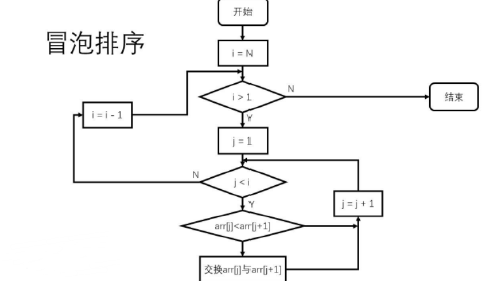 开始
冒泡排序
i = N
i > 1
N
结束
Y
i = i - 1
j = 1
N
j < i
Y
j = j + 1
arr[j]<arr[j+1]
交换arr[j]与arr[j+1]